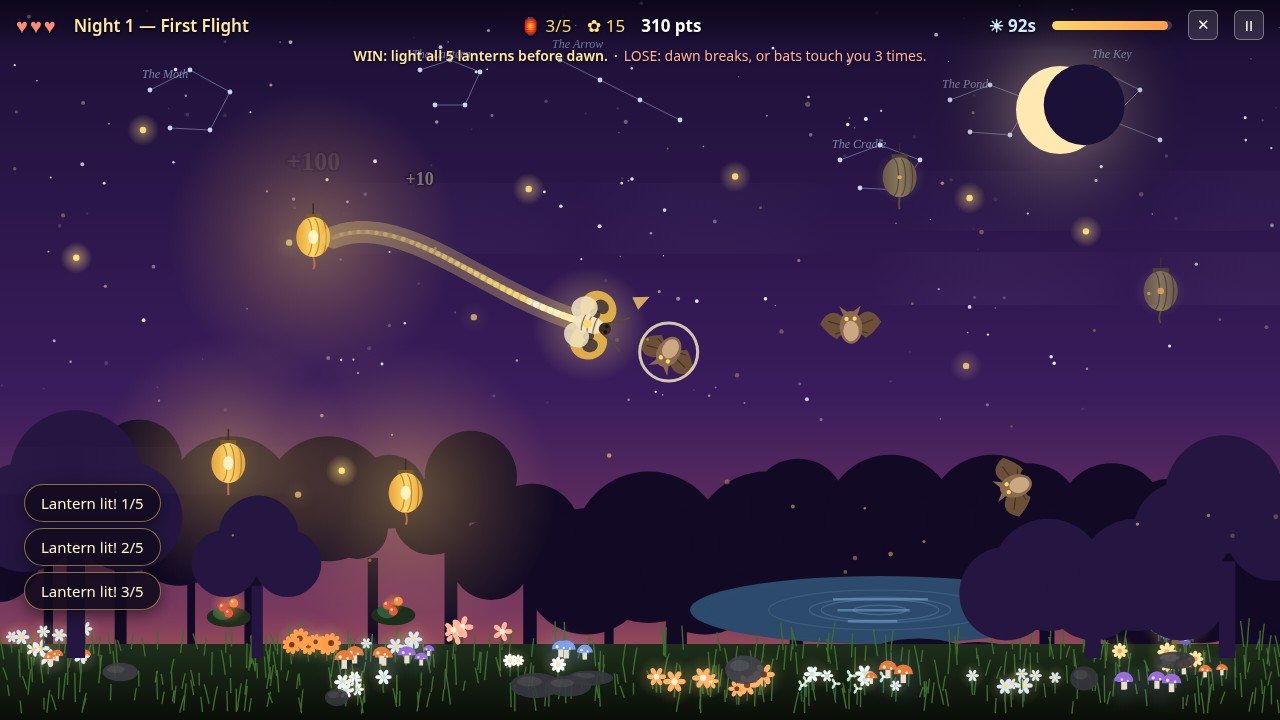 ♥♥♥ Night 1 — First Flight 🏮 3/5 ✿ 15 310 pts ☀ 92s ✕ II
WIN: light all 5 lanterns before dawn. · LOSE: dawn breaks, or bats touch you 3 times.
The Arrow
The Key
The Moth
The Pond
The Cradle
+100
+10
Lantern lit! 1/5
Lantern lit! 2/5
Lantern lit! 3/5